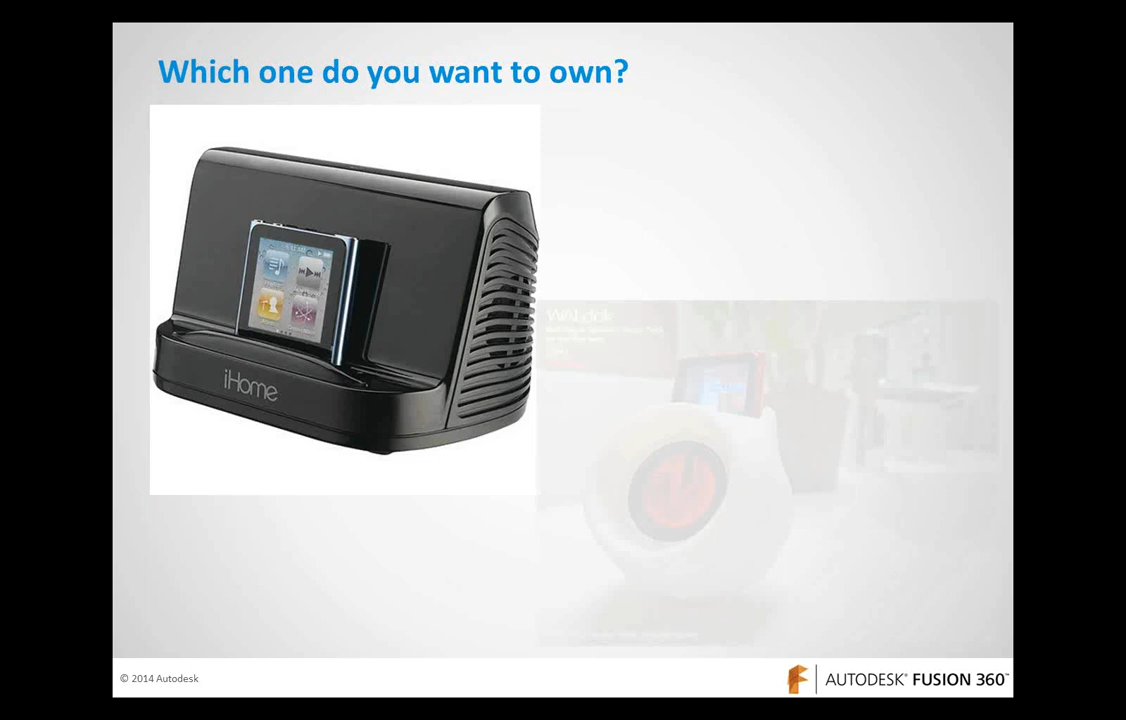 Which one do you want to own?
iHome
© 2014 Autodesk
AUTODESK® FUSION 360™